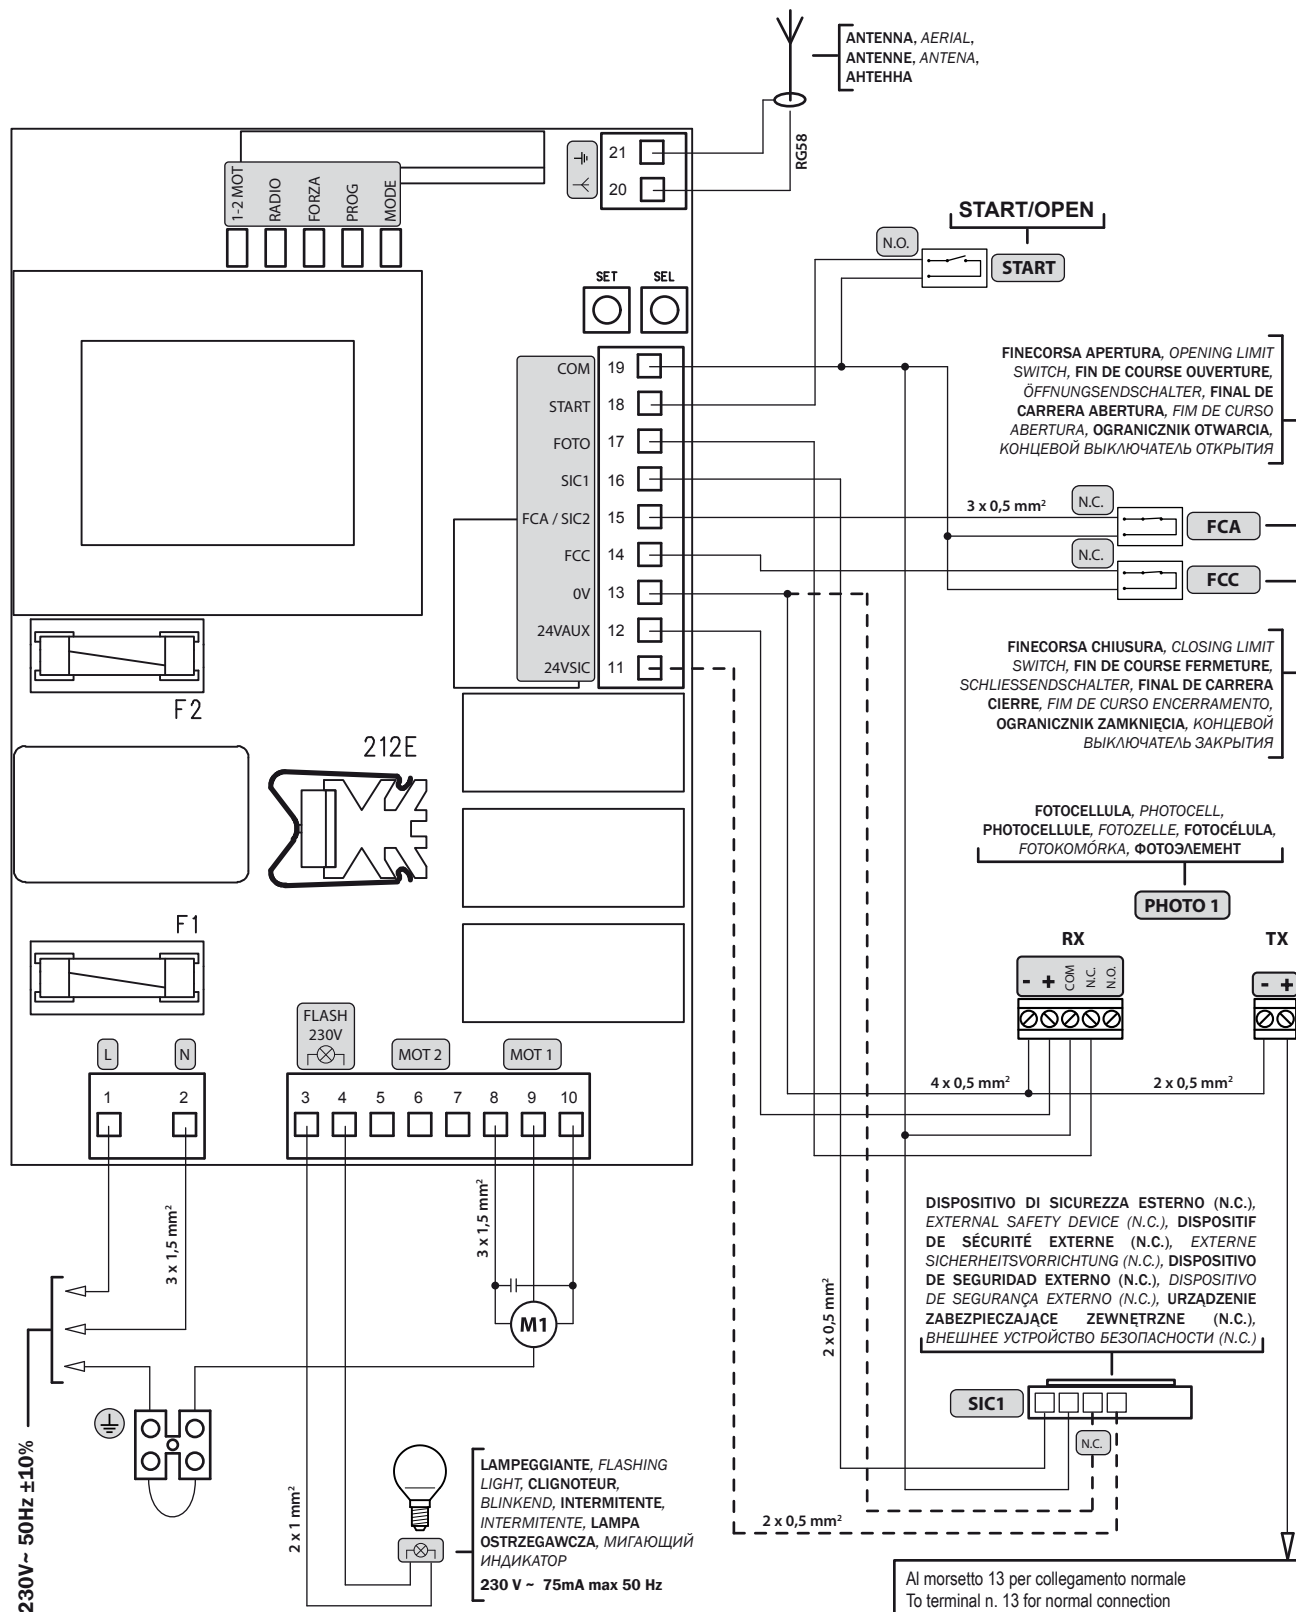 ANTENNA, AERIAL,
ANTENNE, ANTENA,
АНТЕННА
RG58
21
20
1-2 MOT
RADIO
FORZA
PROG
MODE
START/OPEN
N.O.
START
SET
SEL
COM 19
START 18
FOTO 17
SIC1 16
FCA / SIC2 15
FCC 14
0V 13
24VAUX 12
24VSIC 11
FINECORSA APERTURA, OPENING LIMIT
SWITCH, FIN DE COURSE OUVERTURE,
ÖFFNUNGSENDSCHALTER, FINAL DE
CARRERA ABERTURA, FIM DE CURSO
ABERTURA, OGRANICZNIK OTWARCIA,
КОНЦЕВОЙ ВЫКЛЮЧАТЕЛЬ ОТКРЫТИЯ
3 x 0,5 mm²
N.C.
FCA
N.C.
FCC
FINECORSA CHIUSURA, CLOSING LIMIT
SWITCH, FIN DE COURSE FERMETURE,
SCHLIESSENDSCHALTER, FINAL DE CARRERA
CIERRE, FIM DE CURSO ENCERRAMENTO,
OGRANICZNIK ZAMKNIĘCIA, КОНЦЕВОЙ
ВЫКЛЮЧАТЕЛЬ ЗАКРЫТИЯ
F2
212E
F1
FOTOCELLULA, PHOTOCELL,
PHOTOCELLULE, FOTOZELLE, FOTOCÉLULA,
FOTOKOMÓRKA, ФОТОЭЛЕМЕНТ
PHOTO 1
RX
TX
- + COM N.C. N.O.
- +
4 x 0,5 mm²
2 x 0,5 mm²
L
N
FLASH
230V
MOT 2
MOT 1
1
2
3 4 5 6 7 8 9 10
3 x 1,5 mm²
3 x 1,5 mm²
M1
230V~ 50Hz ±10%
2 x 1 mm²
LAMPEGGIANTE, FLASHING
LIGHT, CLIGNOTEUR,
BLINKEND, INTERMITENTE,
INTERMITENTE, LAMPA
OSTRZEGAWCZA, МИГАЮЩИЙ
ИНДИКАТОР
230 V ~ 75mA max 50 Hz
DISPOSITIVO DI SICUREZZA ESTERNO (N.C.),
EXTERNAL SAFETY DEVICE (N.C.), DISPOSITIF
DE SÉCURITÉ EXTERNE (N.C.), EXTERNE
SICHERHEITSVORRICHTUNG (N.C.), DISPOSITIVO
DE SEGURIDAD EXTERNO (N.C.), DISPOSITIVO
DE SEGURANÇA EXTERNO (N.C.), URZĄDZENIE
ZABEZPIECZAJĄCE ZEWNĘTRZNE (N.C.),
ВНЕШНЕЕ УСТРОЙСТВО БЕЗОПАСНОСТИ (N.C.)
2 x 0,5 mm²
SIC1
N.C.
2 x 0,5 mm²
Al morsetto 13 per collegamento normale
To terminal n. 13 for normal connection